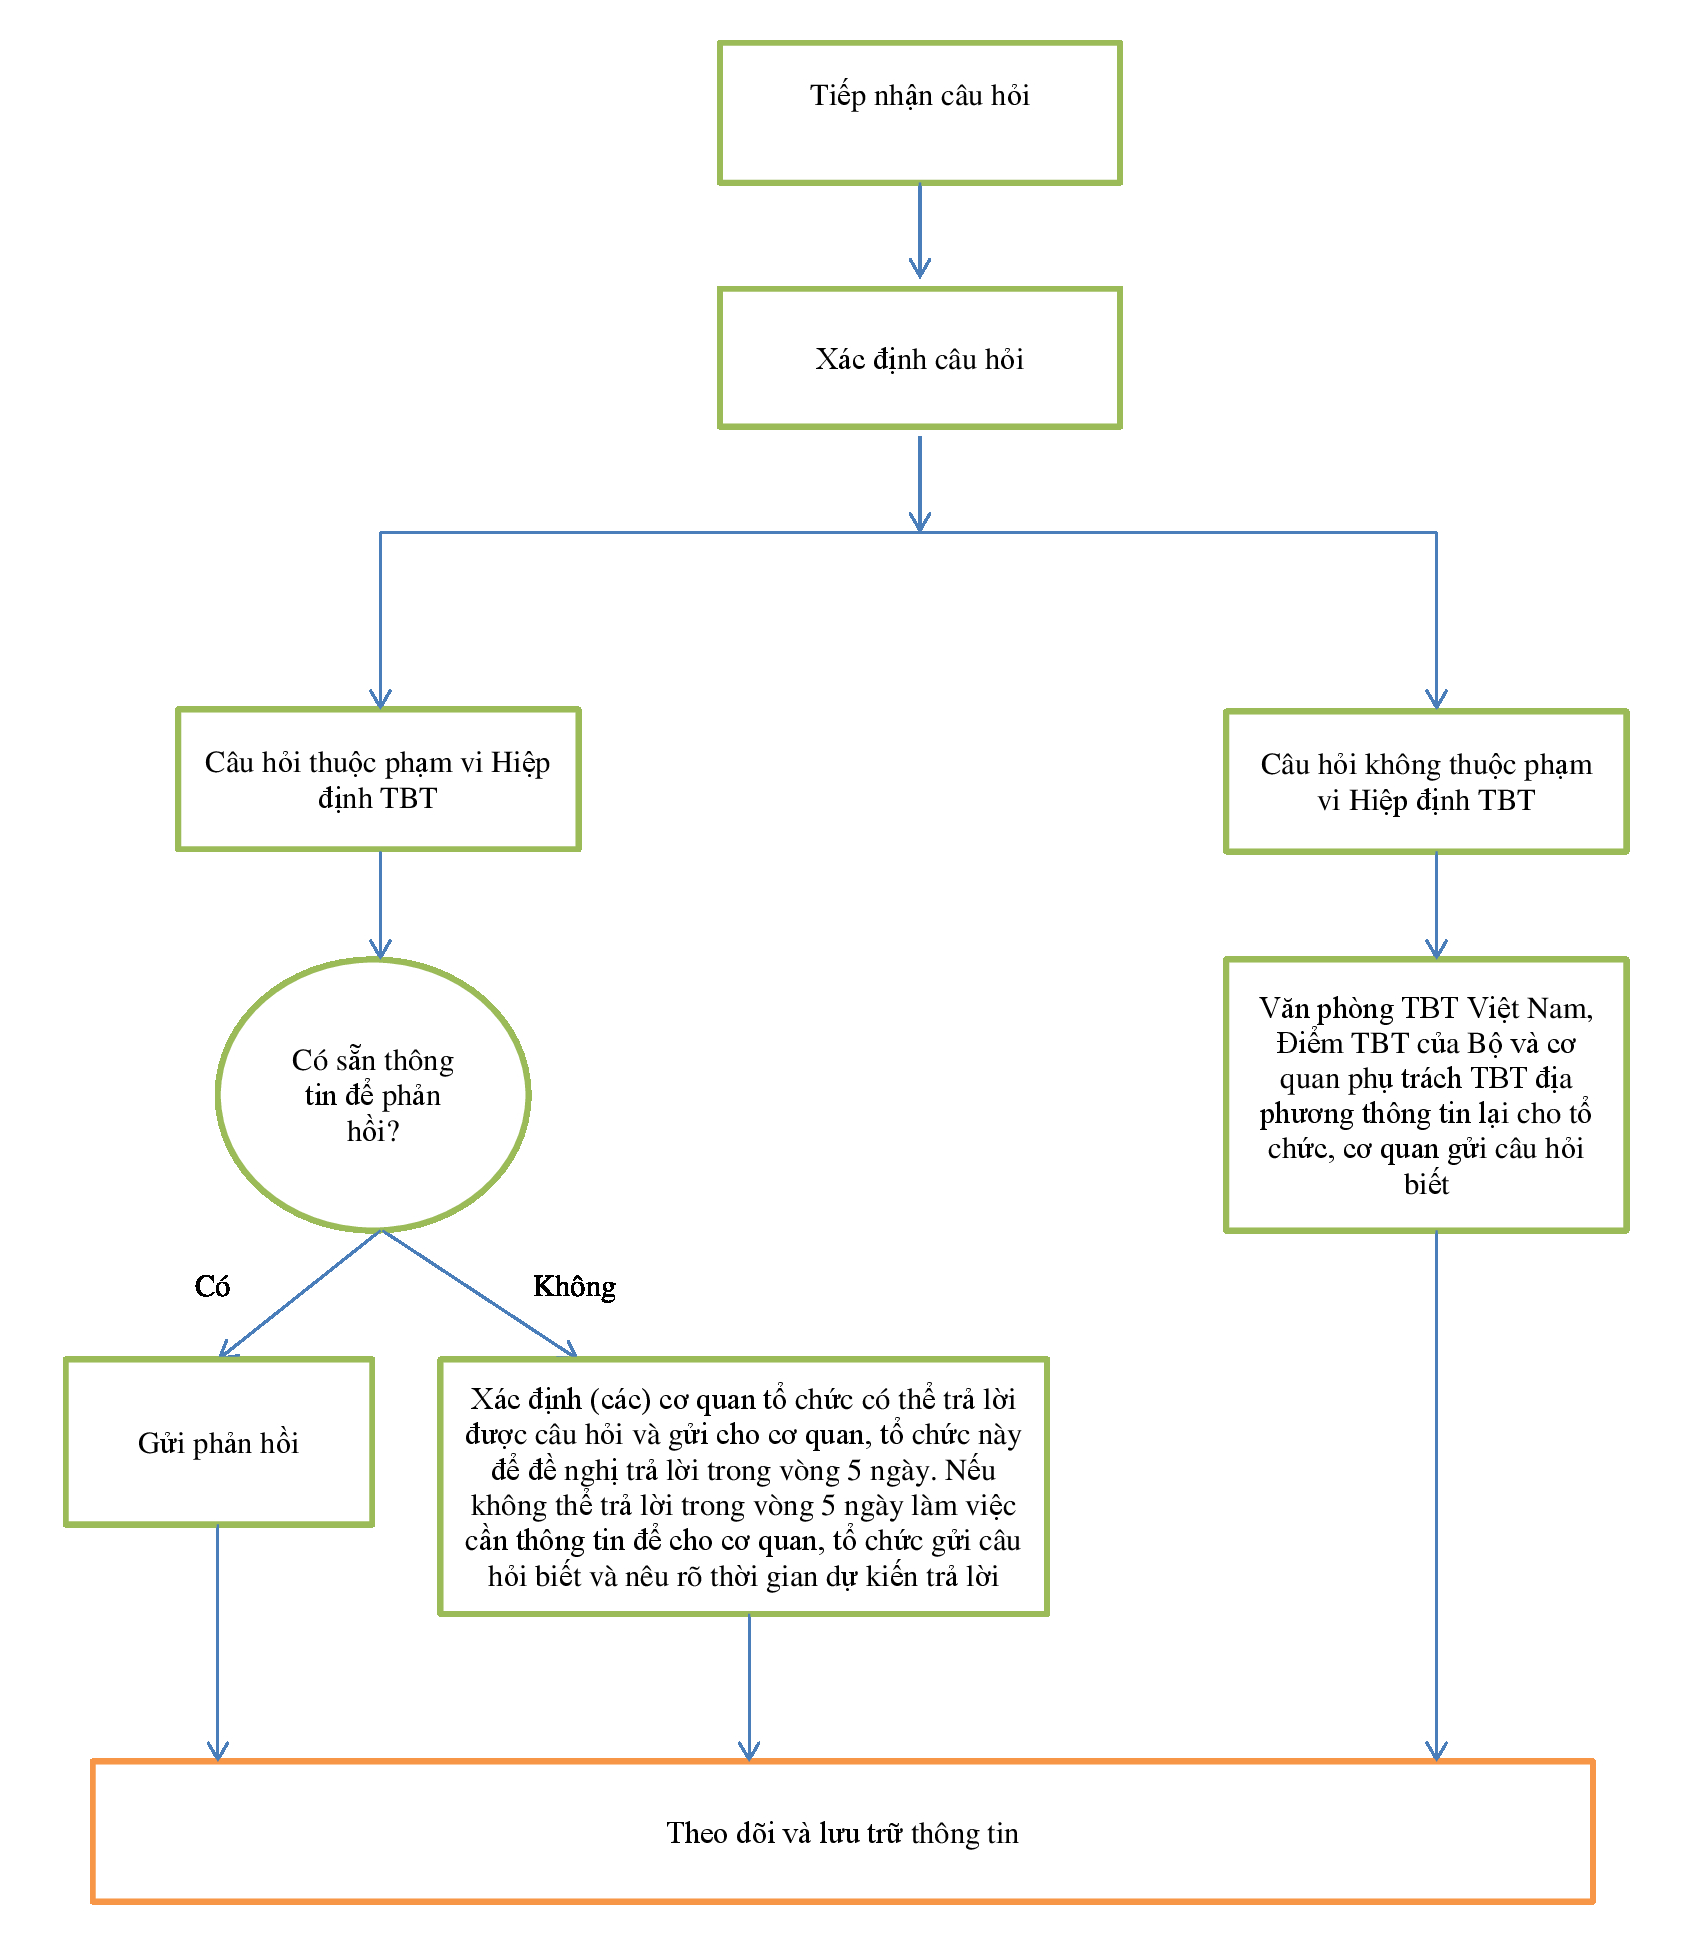 Tiếp nhận câu hỏi
Xác định câu hỏi
Câu hỏi thuộc phạm vi Hiệp
định TBT
Câu hỏi không thuộc phạm
vi Hiệp định TBT
Có sẵn thông
tin để phản
hồi?
Văn phòng TBT Việt Nam,
Điểm TBT của Bộ và cơ
quan phụ trách TBT địa
phương thông tin lại cho tổ
chức, cơ quan gửi câu hỏi
biết
Có
Không
Gửi phản hồi
Xác định (các) cơ quan tổ chức có thể trả lời
được câu hỏi và gửi cho cơ quan, tổ chức này
để đề nghị trả lời trong vòng 5 ngày. Nếu
không thể trả lời trong vòng 5 ngày làm việc
cần thông tin để cho cơ quan, tổ chức gửi câu
hỏi biết và nêu rõ thời gian dự kiến trả lời
Theo dõi và lưu trữ thông tin